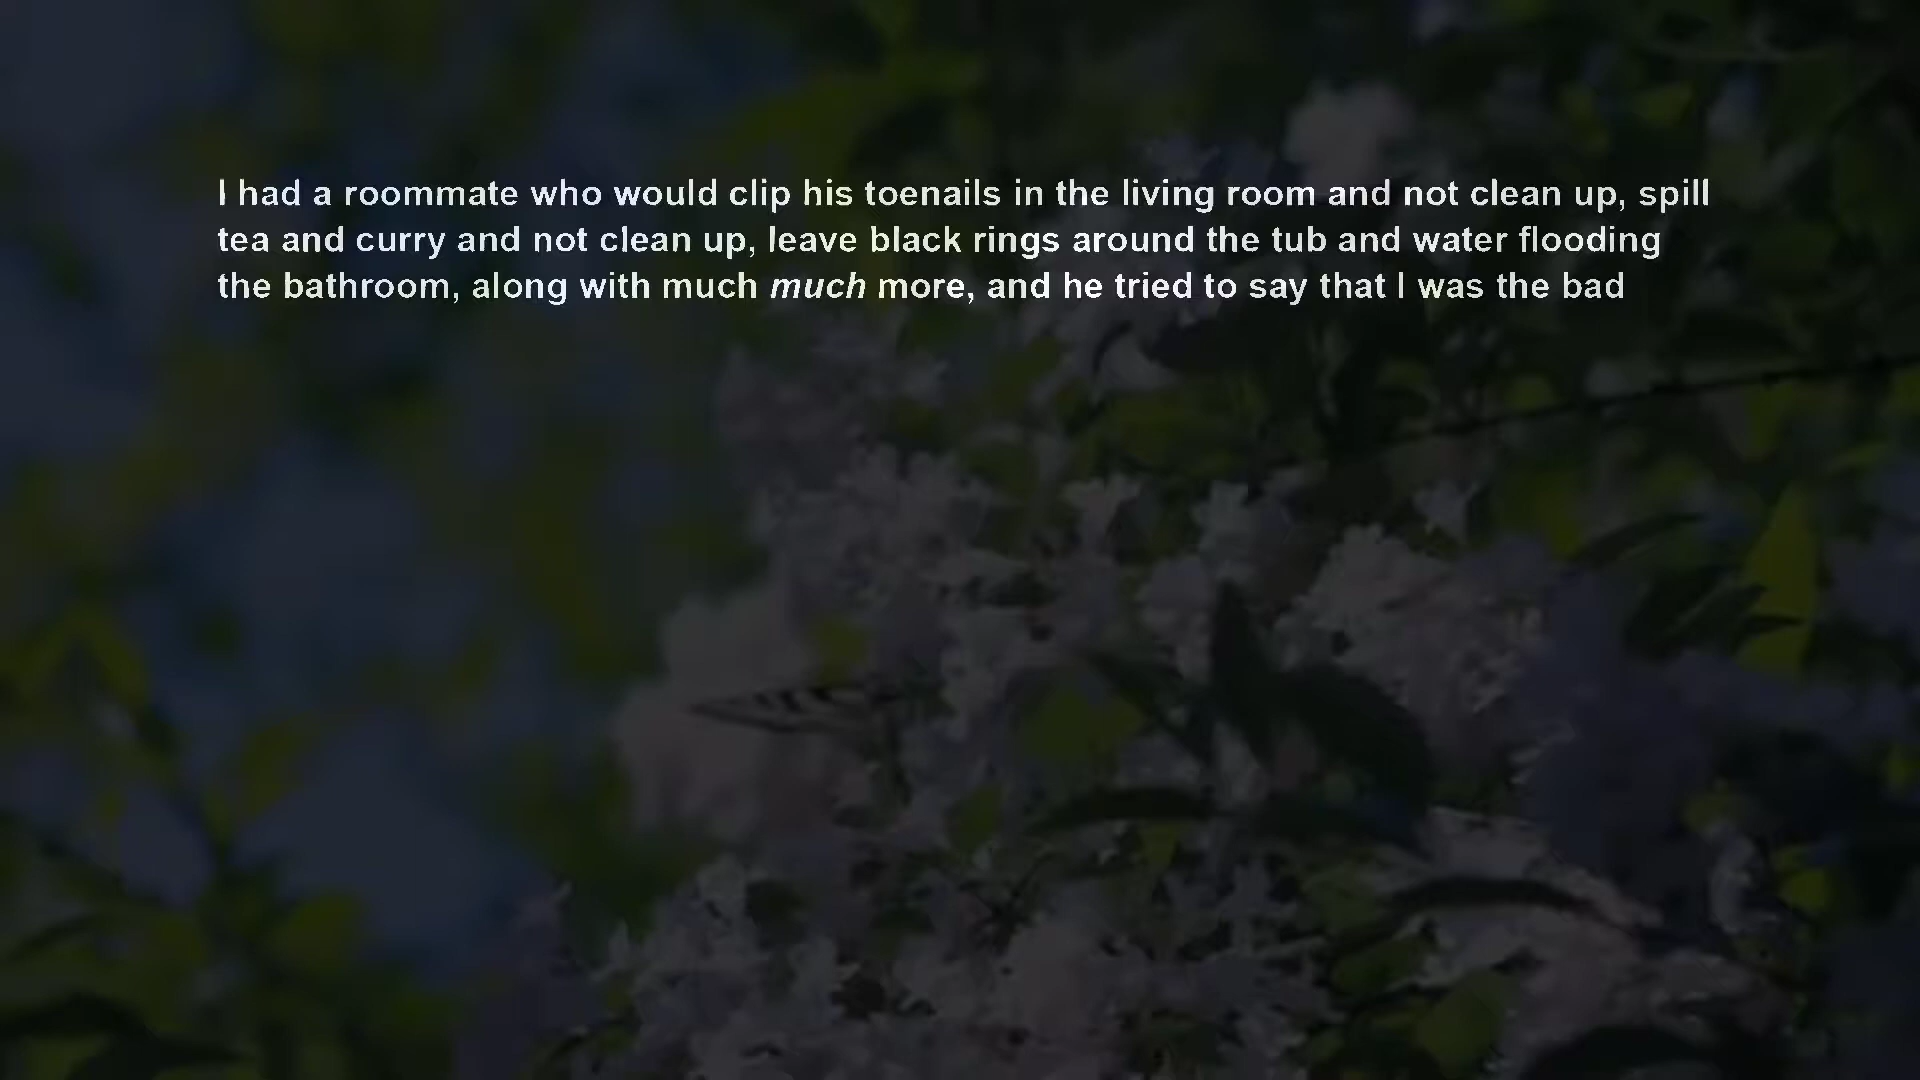 I had a roommate who would clip his toenails in the living room and not clean up, spill
tea and curry and not clean up, leave black rings around the tub and water flooding
the bathroom, along with much much more, and he tried to say that I was the bad